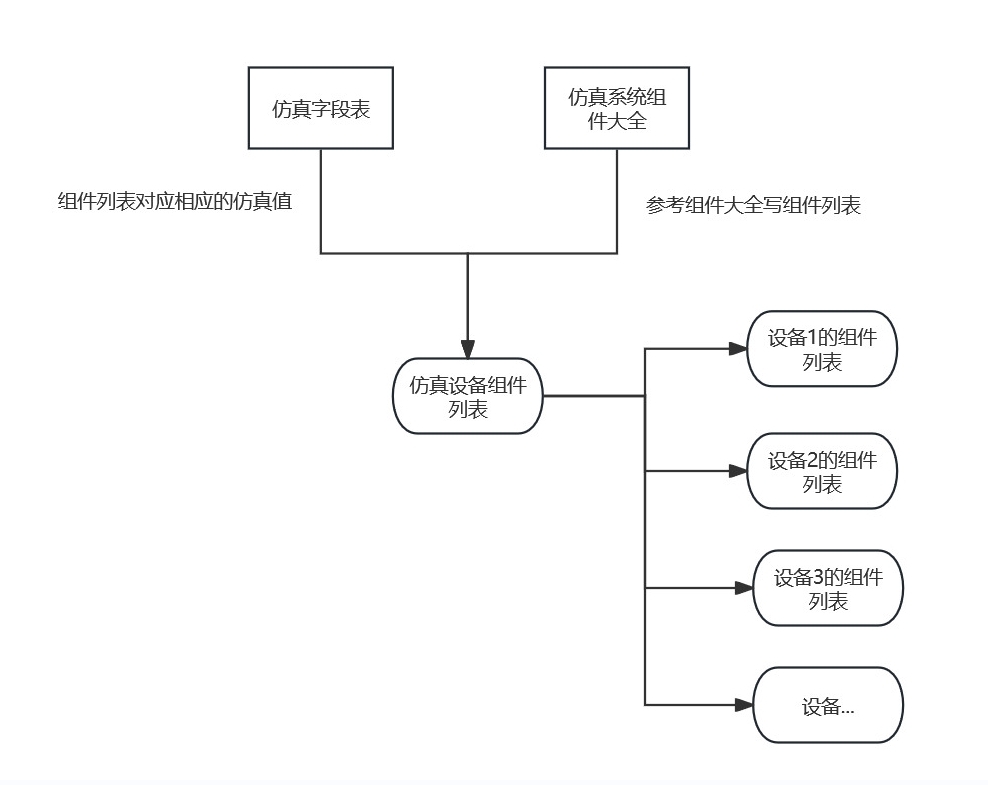 仿真字段表
仿真系统组
件大全
组件列表对应相应的仿真值
参考组件大全写组件列表
仿真设备组件
列表
设备1的组件
列表
设备2的组件
列表
设备3的组件
列表
设备...